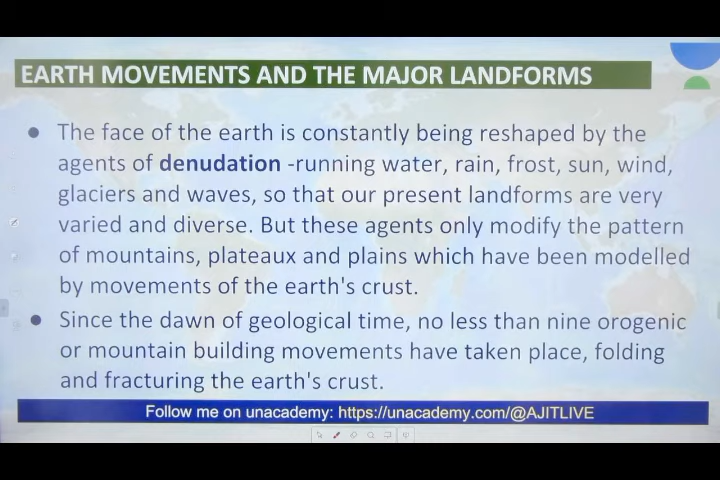 EARTH MOVEMENTS AND THE MAJOR LANDFORMS
● The face of the earth is constantly being reshaped by the
agents of denudation -running water, rain, frost, sun, wind,
glaciers and waves, so that our present landforms are very
varied and diverse. But these agents only modify the pattern
of mountains, plateaux and plains which have been modelled
by movements of the earth's crust.
● Since the dawn of geological time, no less than nine orogenic
or mountain building movements have taken place, folding
and fracturing the earth's crust.
Follow me on unacademy: https://unacademy.com/@AJITLIVE